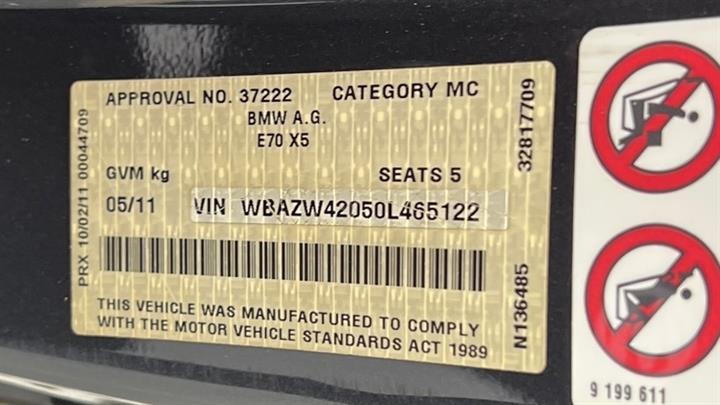 APPROVAL NO. 37222 CATEGORY MC
BMW A.G.
E70 X5
GVM kg SEATS 5
05/11 VIN WBAZW42050L465122
THIS VEHICLE WAS MANUFACTURED TO COMPLY
WITH THE MOTOR VEHICLE STANDARDS ACT 1989
PRX 10/02/11 00044709
32817709
N136485
9 199 611